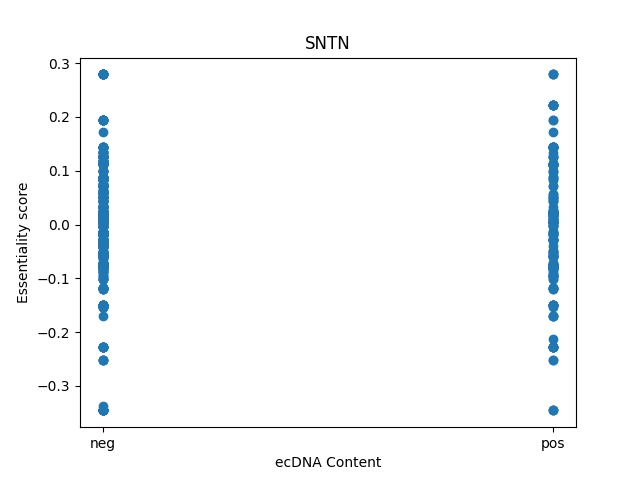 SNTN
0.3
0.2
0.1
0.0
−0.1
−0.2
−0.3
Essentiality score
neg
pos
ecDNA Content